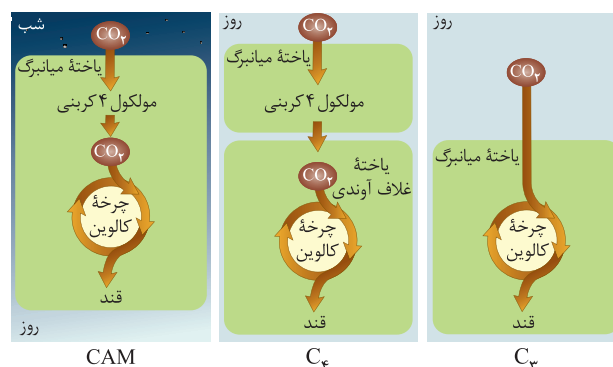 روز
CO۲
یاختهٔ میانبرگ
چرخهٔ
کالوین
قند
C۳
روز
CO۲
یاختهٔ میانبرگ
مولکول ۴ کربنی
یاختهٔ
غلاف آوندی
CO۲
چرخهٔ
کالوین
قند
C۴
شب
CO۲
یاختهٔ میانبرگ
مولکول ۴ کربنی
CO۲
چرخهٔ
کالوین
قند
روز
CAM